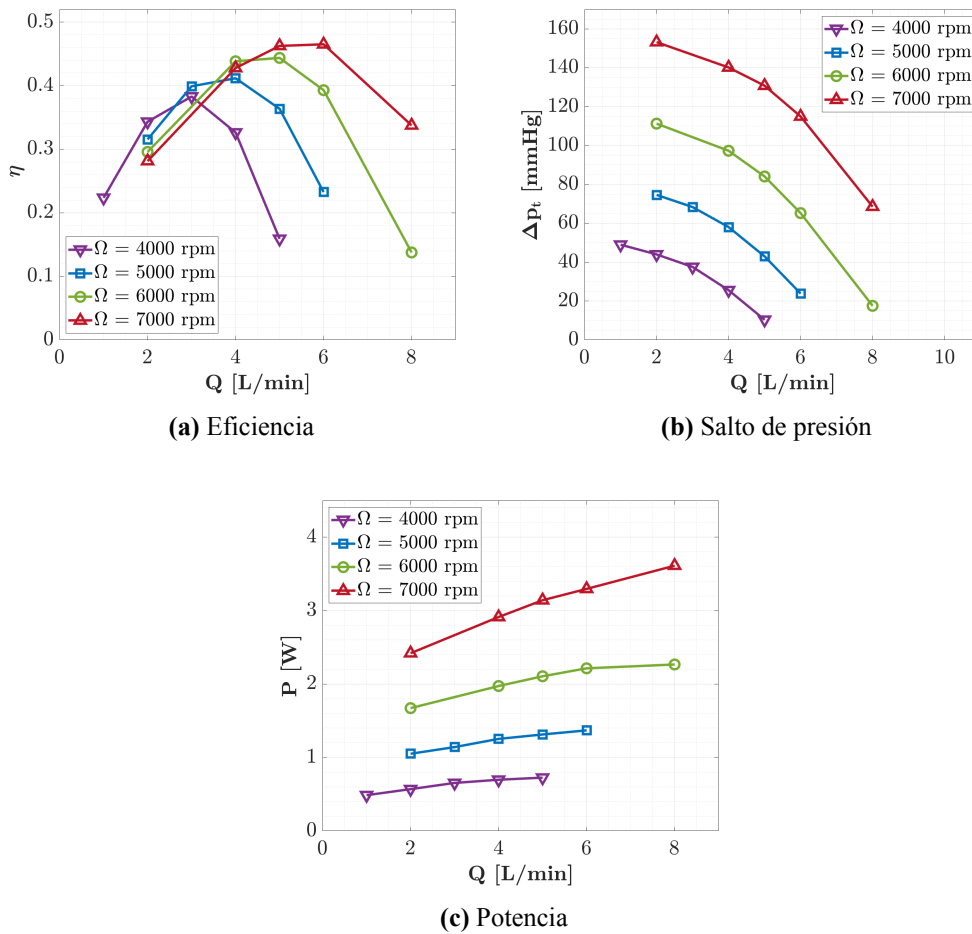 0.5
0.4
0.3
0.2
0.1
0
η
Ω = 4000 rpm
Ω = 5000 rpm
Ω = 6000 rpm
Ω = 7000 rpm
0 2 4 6 8
Q [L/min]
(a) Eficiencia
160
140
120
100
80
60
40
20
0
Δpₜ [mmHg]
Ω = 4000 rpm
Ω = 5000 rpm
Ω = 6000 rpm
Ω = 7000 rpm
0 2 4 6 8 10
Q [L/min]
(b) Salto de presión
4
3
2
1
0
P [W]
Ω = 4000 rpm
Ω = 5000 rpm
Ω = 6000 rpm
Ω = 7000 rpm
0 2 4 6 8
Q [L/min]
(c) Potencia